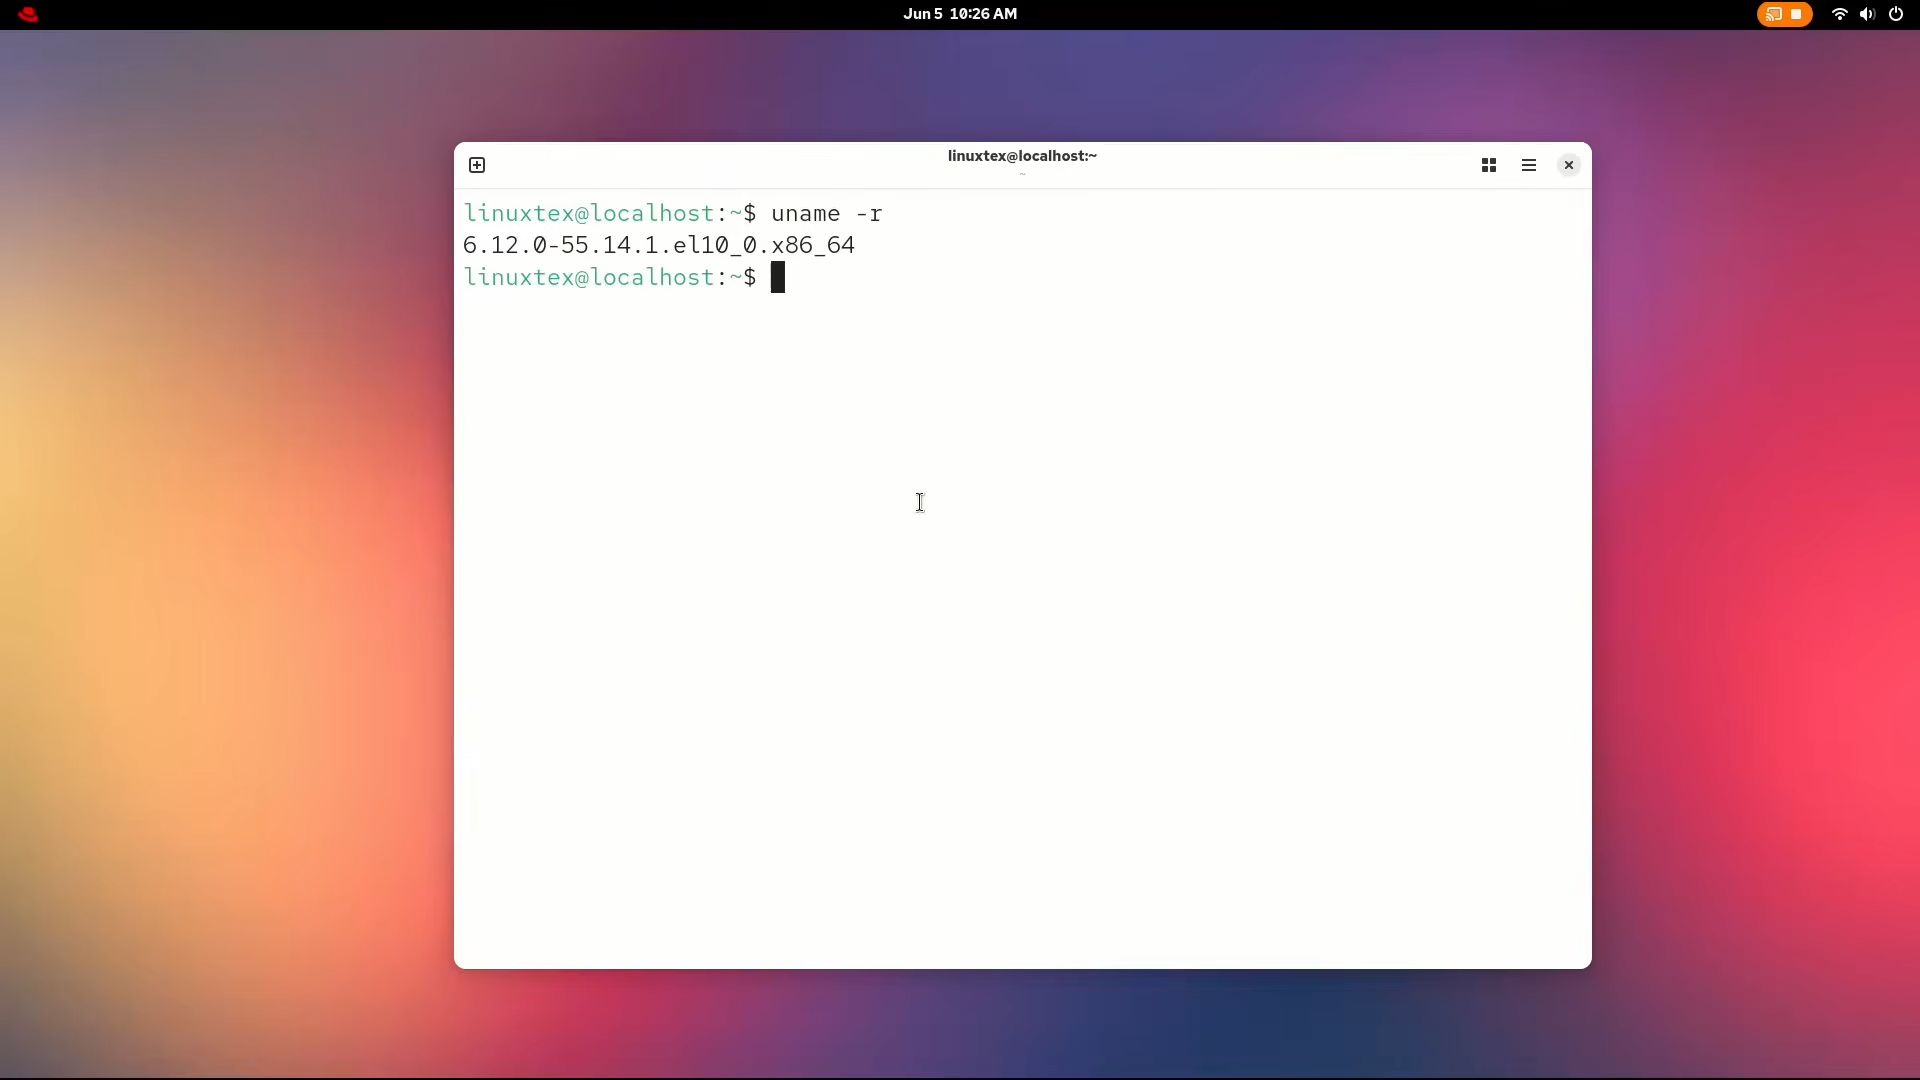 Jun 5 10:26 AM
linuxtex@localhost:~
~
linuxtex@localhost:~$ uname -r
6.12.0-55.14.1.el10_0.x86_64
linuxtex@localhost:~$